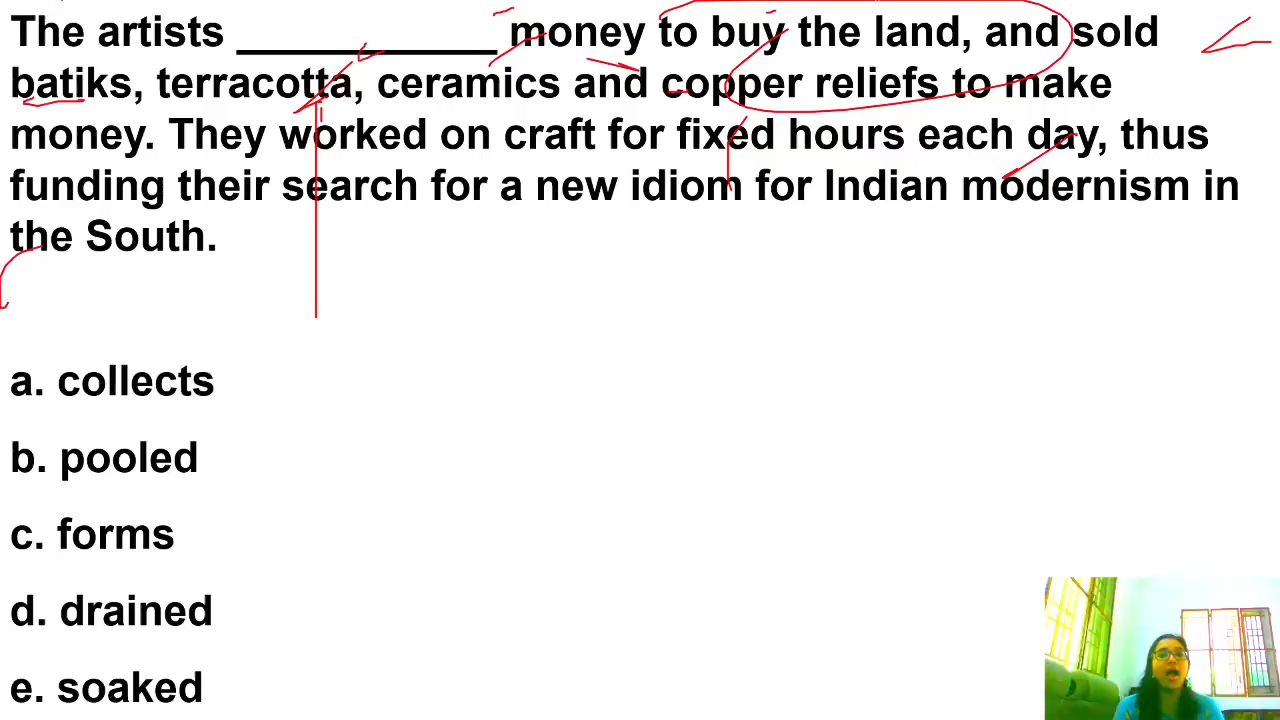 The artists ____________ money to buy the land, and sold
batiks, terracotta, ceramics and copper reliefs to make
money. They worked on craft for fixed hours each day, thus
funding their search for a new idiom for Indian modernism in
the South.
a. collects
b. pooled
c. forms
d. drained
e. soaked